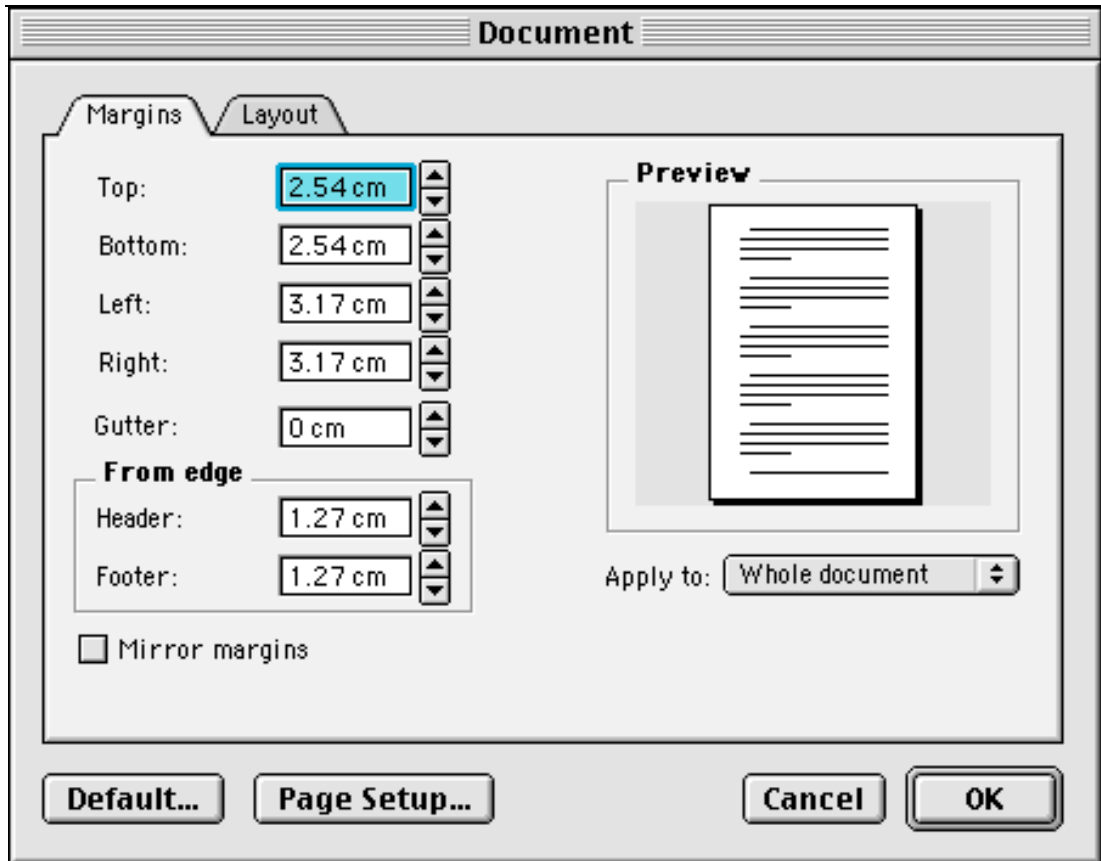 Document
Margins
Layout
Top:
2.54 cm
Bottom:
2.54 cm
Left:
3.17 cm
Right:
3.17 cm
Gutter:
0 cm
From edge
Header:
1.27 cm
Footer:
1.27 cm
Mirror margins
Preview
Apply to:
Whole document
Default...
Page Setup...
Cancel
OK